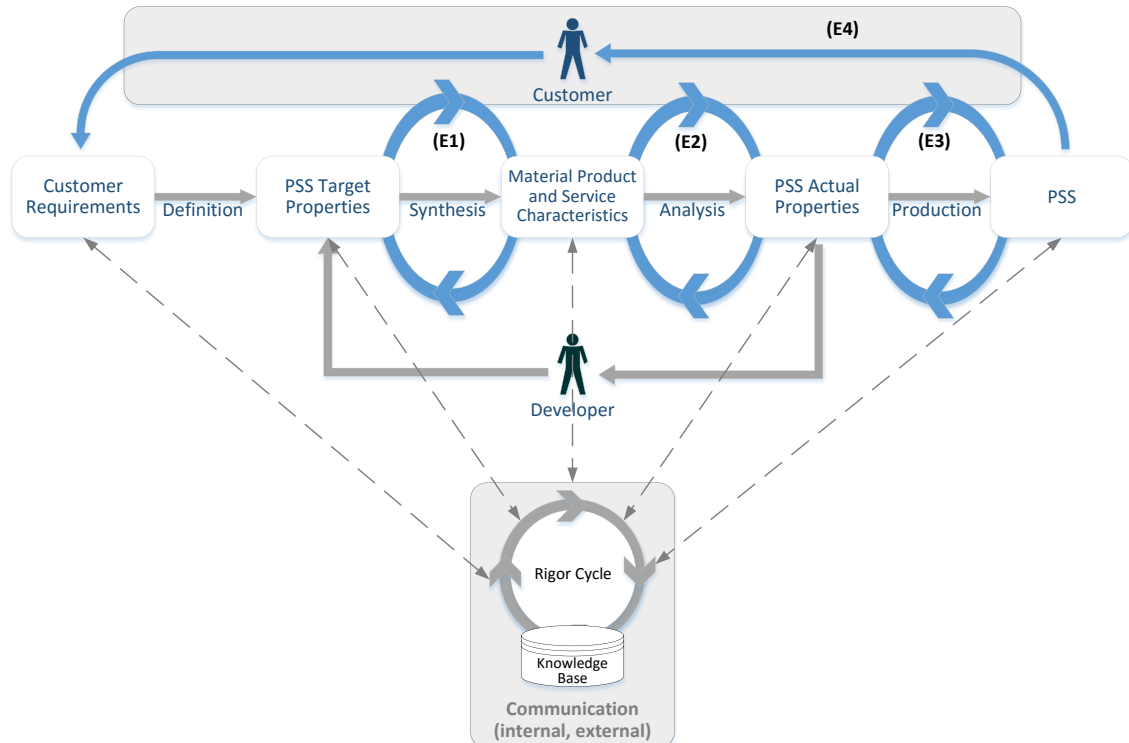 (E4)
Customer
(E1)
(E2)
(E3)
Customer
Requirements
Definition
PSS Target
Properties
Synthesis
Material Product
and Service
Characteristics
Analysis
PSS Actual
Properties
Production
PSS
Developer
Rigor Cycle
Knowledge
Base
Communication
(internal, external)